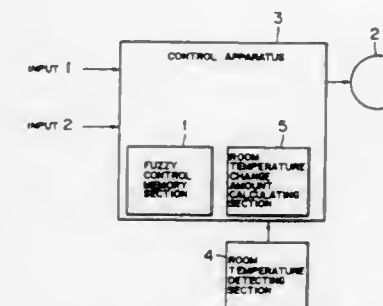 3
2
CONTROL APPARATUS
INPUT 1
INPUT 2
1
5
FUZZY
CONTROL
MEMORY
SECTION
ROOM
TEMPERATURE
CHANGE
AMOUNT
CALCULATING
SECTION
4
ROOM
TEMPERATURE
DETECTING
SECTION